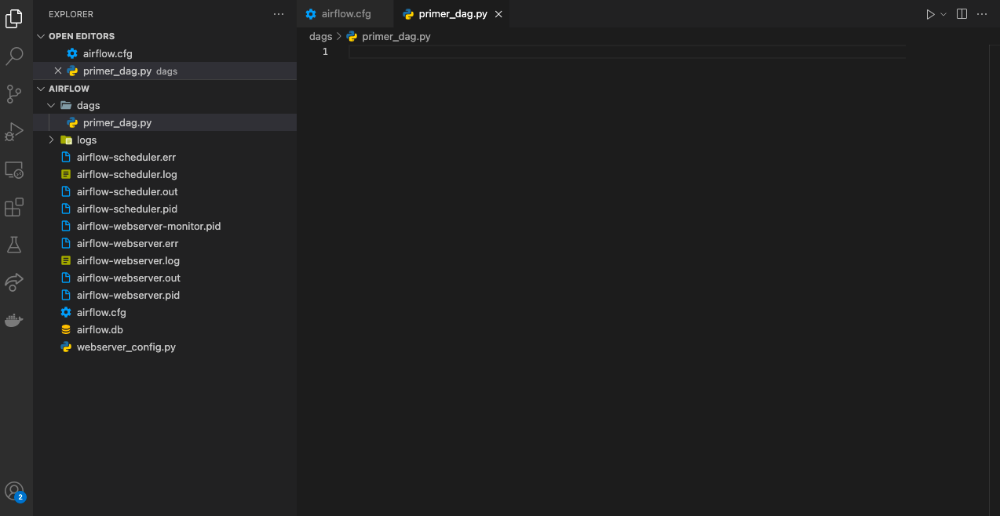 EXPLORER
OPEN EDITORS
airflow.cfg
primer_dag.py dags
AIRFLOW
dags
primer_dag.py
logs
airflow-scheduler.err
airflow-scheduler.log
airflow-scheduler.out
airflow-scheduler.pid
airflow-webserver-monitor.pid
airflow-webserver.err
airflow-webserver.log
airflow-webserver.out
airflow-webserver.pid
airflow.cfg
airflow.db
webserver_config.py
2
airflow.cfg
primer_dag.py
dags > primer_dag.py
1